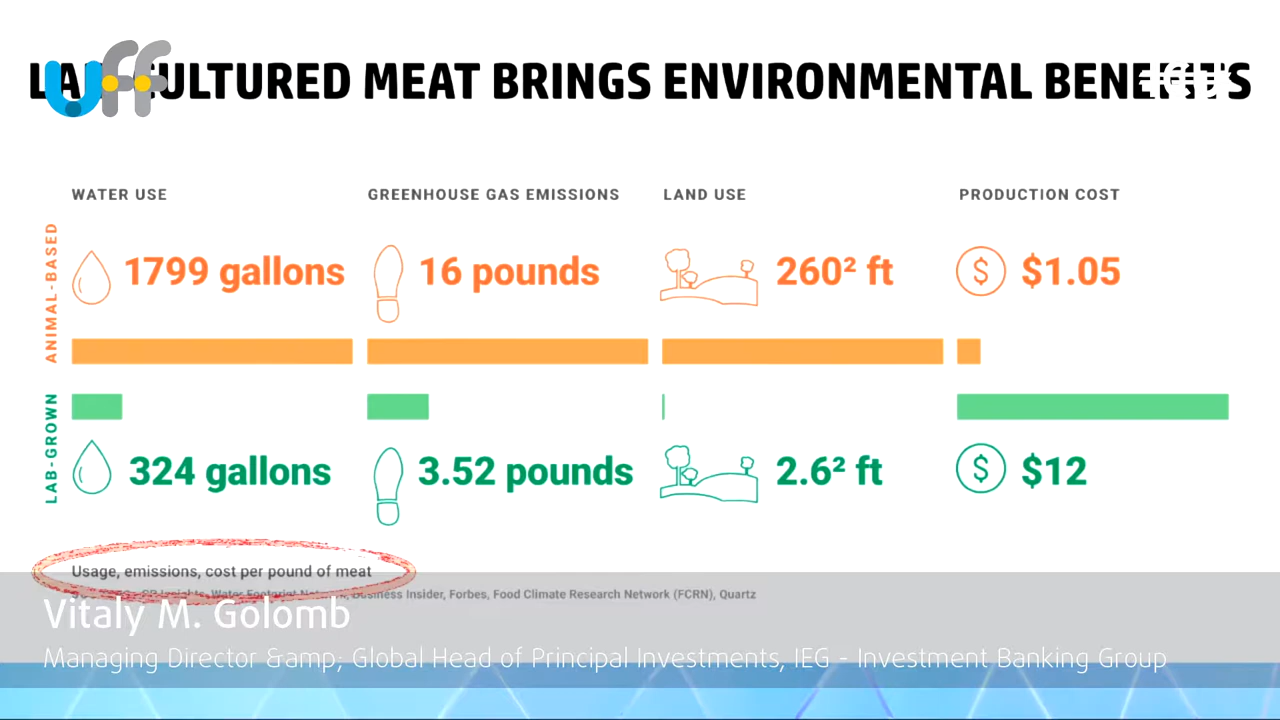 CULTURED MEAT BRINGS ENVIRONMENTAL BENEFITS
uff
WATER USE
GREENHOUSE GAS EMISSIONS
LAND USE
PRODUCTION COST
ANIMAL-BASED
1799 gallons
16 pounds
260² ft
$
$1.05
LAB-GROWN
324 gallons
3.52 pounds
2.6² ft
$
$12
Usage, emissions, cost per pound of meat
Business Insider, Forbes, Food Climate Research Network (FCRN), Quartz
Vitaly M. Golomb
Managing Director &amp; Global Head of Principal Investments, IEG - Investment Banking Group